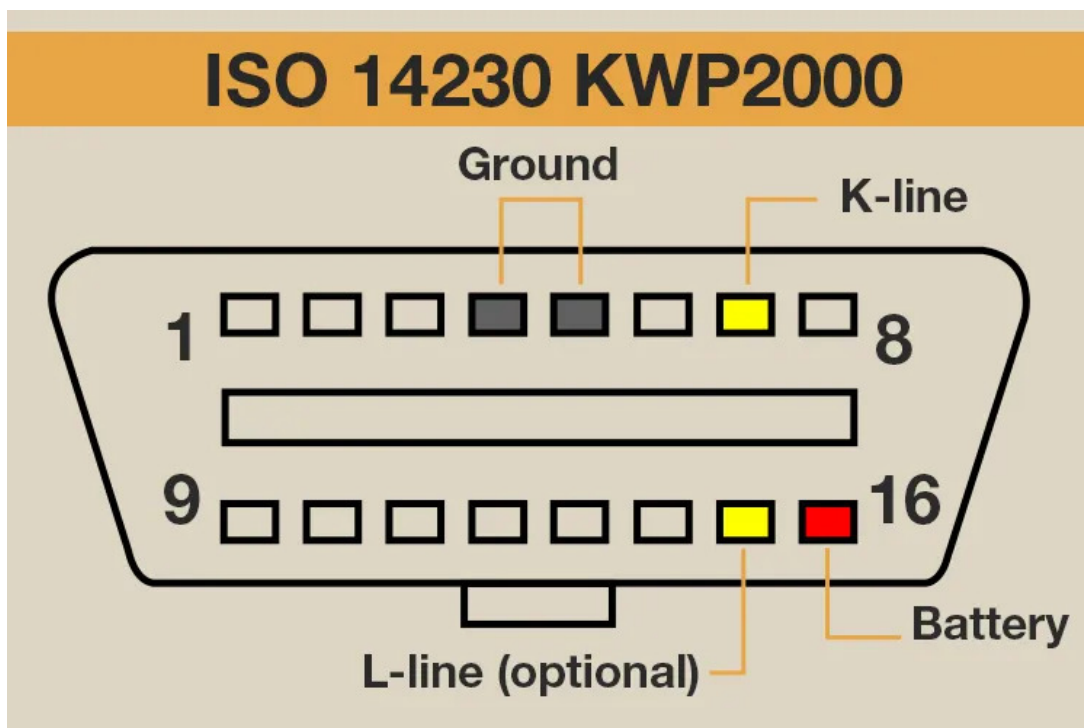 ISO 14230 KWP2000
Ground
K-line
1
8
9
16
Battery
L-line (optional)